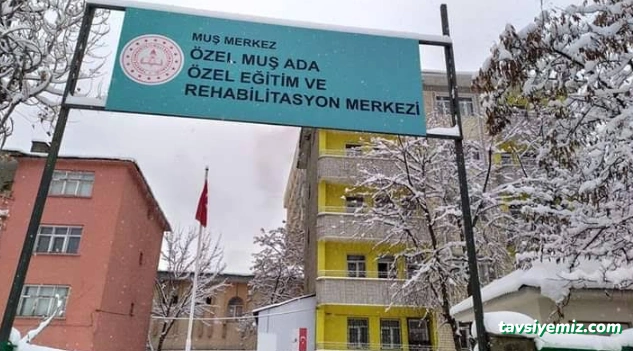 MUŞ MERKEZ
ÖZEL MUŞ ADA
ÖZEL EĞİTİM VE
REHABİLİTASYON MERKEZİ
tavsiyemiz.com